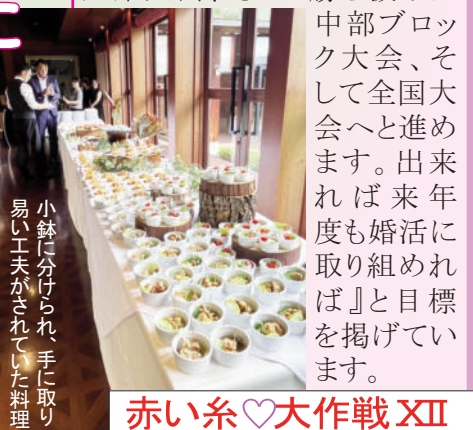 中部ブロッ
ク大会、そ
して全国大
会へと進め
ます。出来
れば来年
度も婚活に
取り組めれ
ば』と目標
を掲げてい
ます。
小鉢に分けられ、手に取り
易い工夫がされていた料理
赤い糸♡大作戦 XII